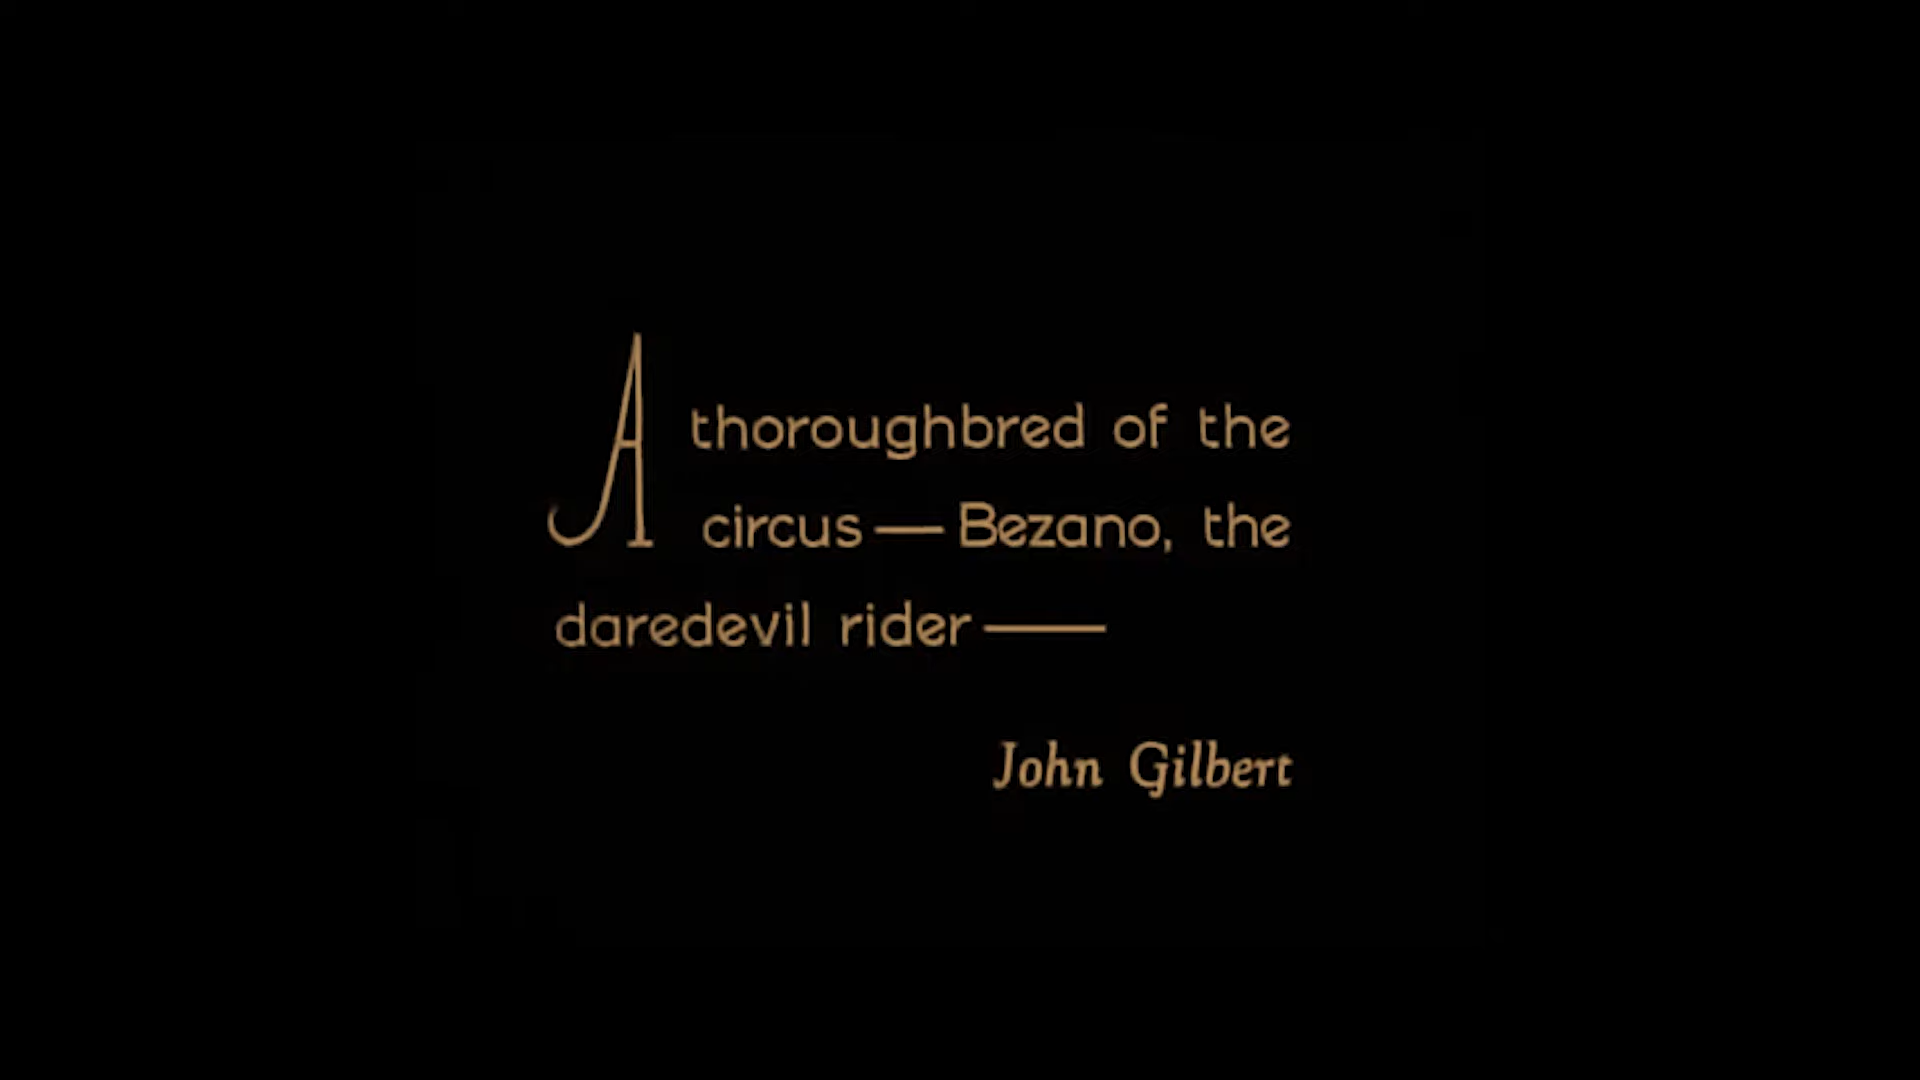 A thoroughbred of the
circus — Bezano, the
daredevil rider ——
John Gilbert